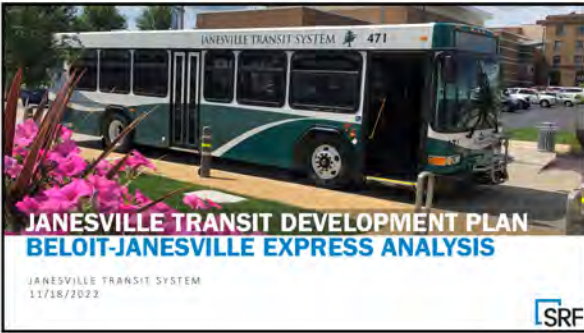 JANESVILLE TRANSIT SYSTEM 471
JANESVILLE TRANSIT DEVELOPMENT PLAN
BELOIT-JANESVILLE EXPRESS ANALYSIS
JANESVILLE TRANSIT SYSTEM
11/18/2022
SRF